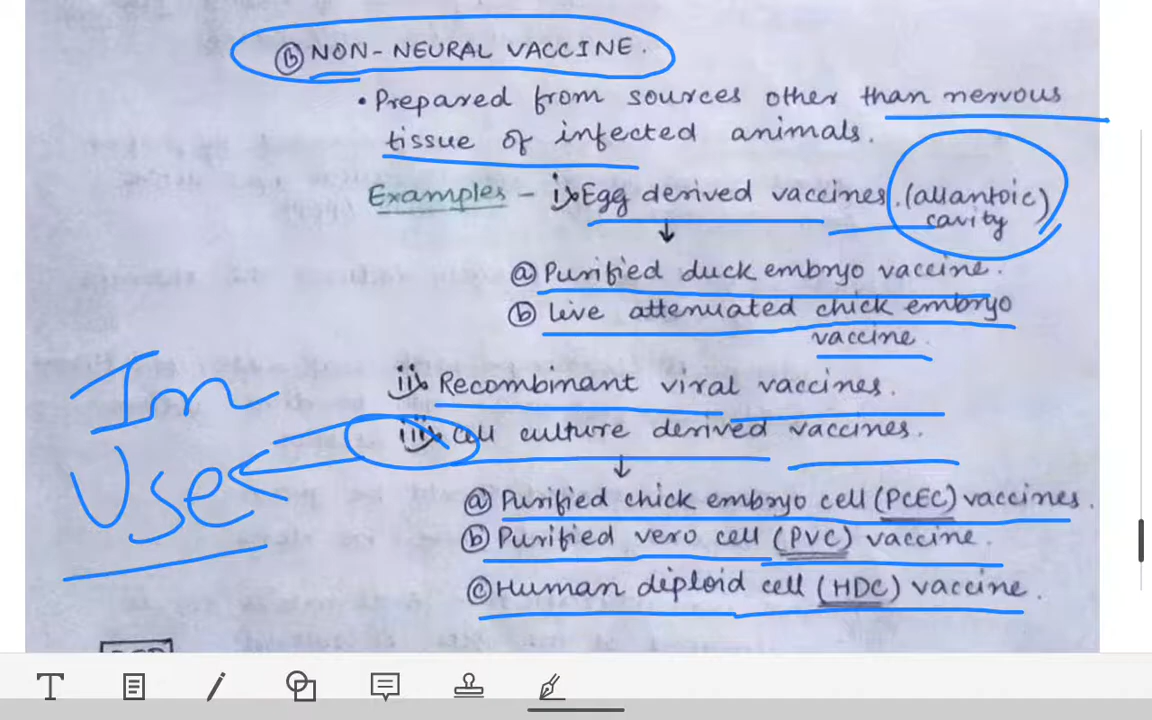 Ⓑ NON-NEURAL VACCINE.
• Prepared from sources other than nervous
tissue of infected animals.
Examples - i) Egg derived vaccines. (allantoic
cavity)
↓
ⓐ Purified duck embryo vaccine.
ⓑ Live attenuated chick embryo
vaccine.
ii) Recombinant viral vaccines.
iii) Cell culture derived vaccines.
↓
ⓐ Purified chick embryo cell (PCEC) vaccines.
ⓑ Purified vero cell (PVC) vaccine.
ⓒ Human diploid cell (HDC) vaccine.
In
Use